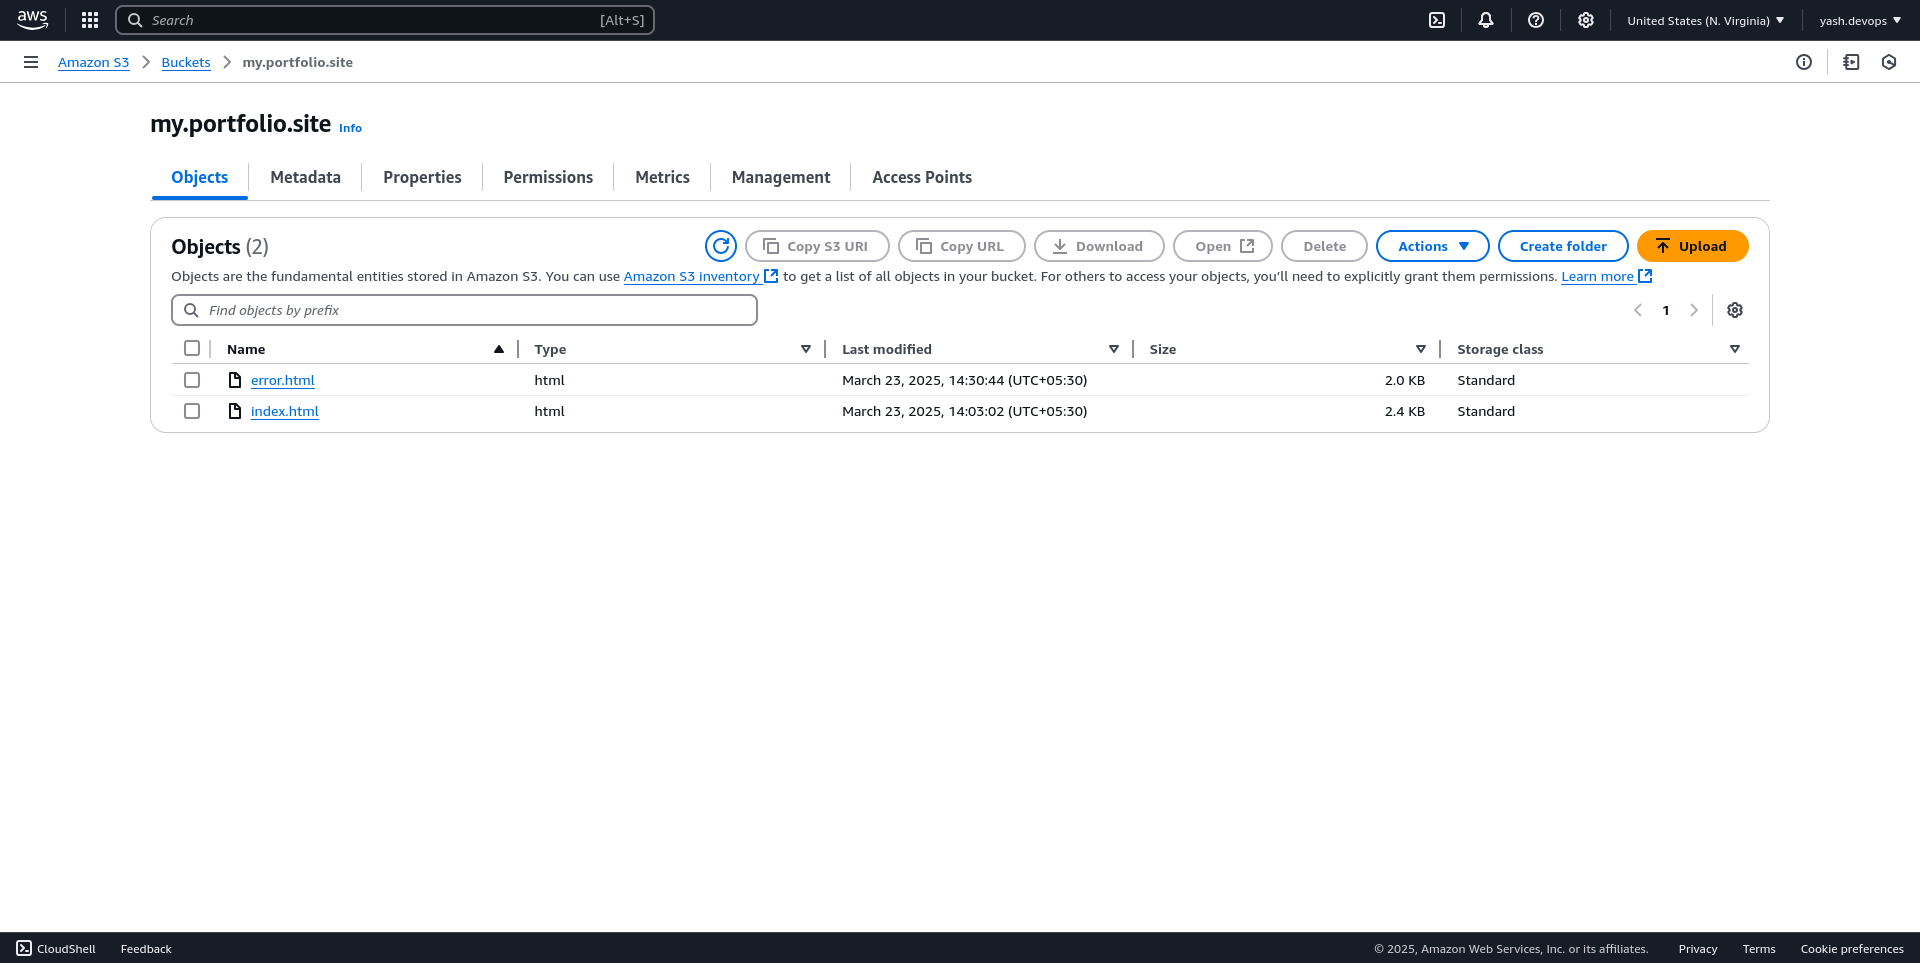 aws
Search [Alt+S] United States (N. Virginia) yash.devops
Amazon S3 Buckets my.portfolio.site
my.portfolio.site Info
Objects Metadata Properties Permissions Metrics Management Access Points
Objects (2) Copy S3 URI Copy URL Download Open Delete Actions Create folder Upload
Objects are the fundamental entities stored in Amazon S3. You can use Amazon S3 inventory to get a list of all objects in your bucket. For others to access your objects, you'll need to explicitly grant them permissions. Learn more
Find objects by prefix 1
Name Type Last modified Size Storage class
error.html html March 23, 2025, 14:30:44 (UTC+05:30) 2.0 KB Standard
index.html html March 23, 2025, 14:03:02 (UTC+05:30) 2.4 KB Standard
CloudShell Feedback © 2025, Amazon Web Services, Inc. or its affiliates. Privacy Terms Cookie preferences